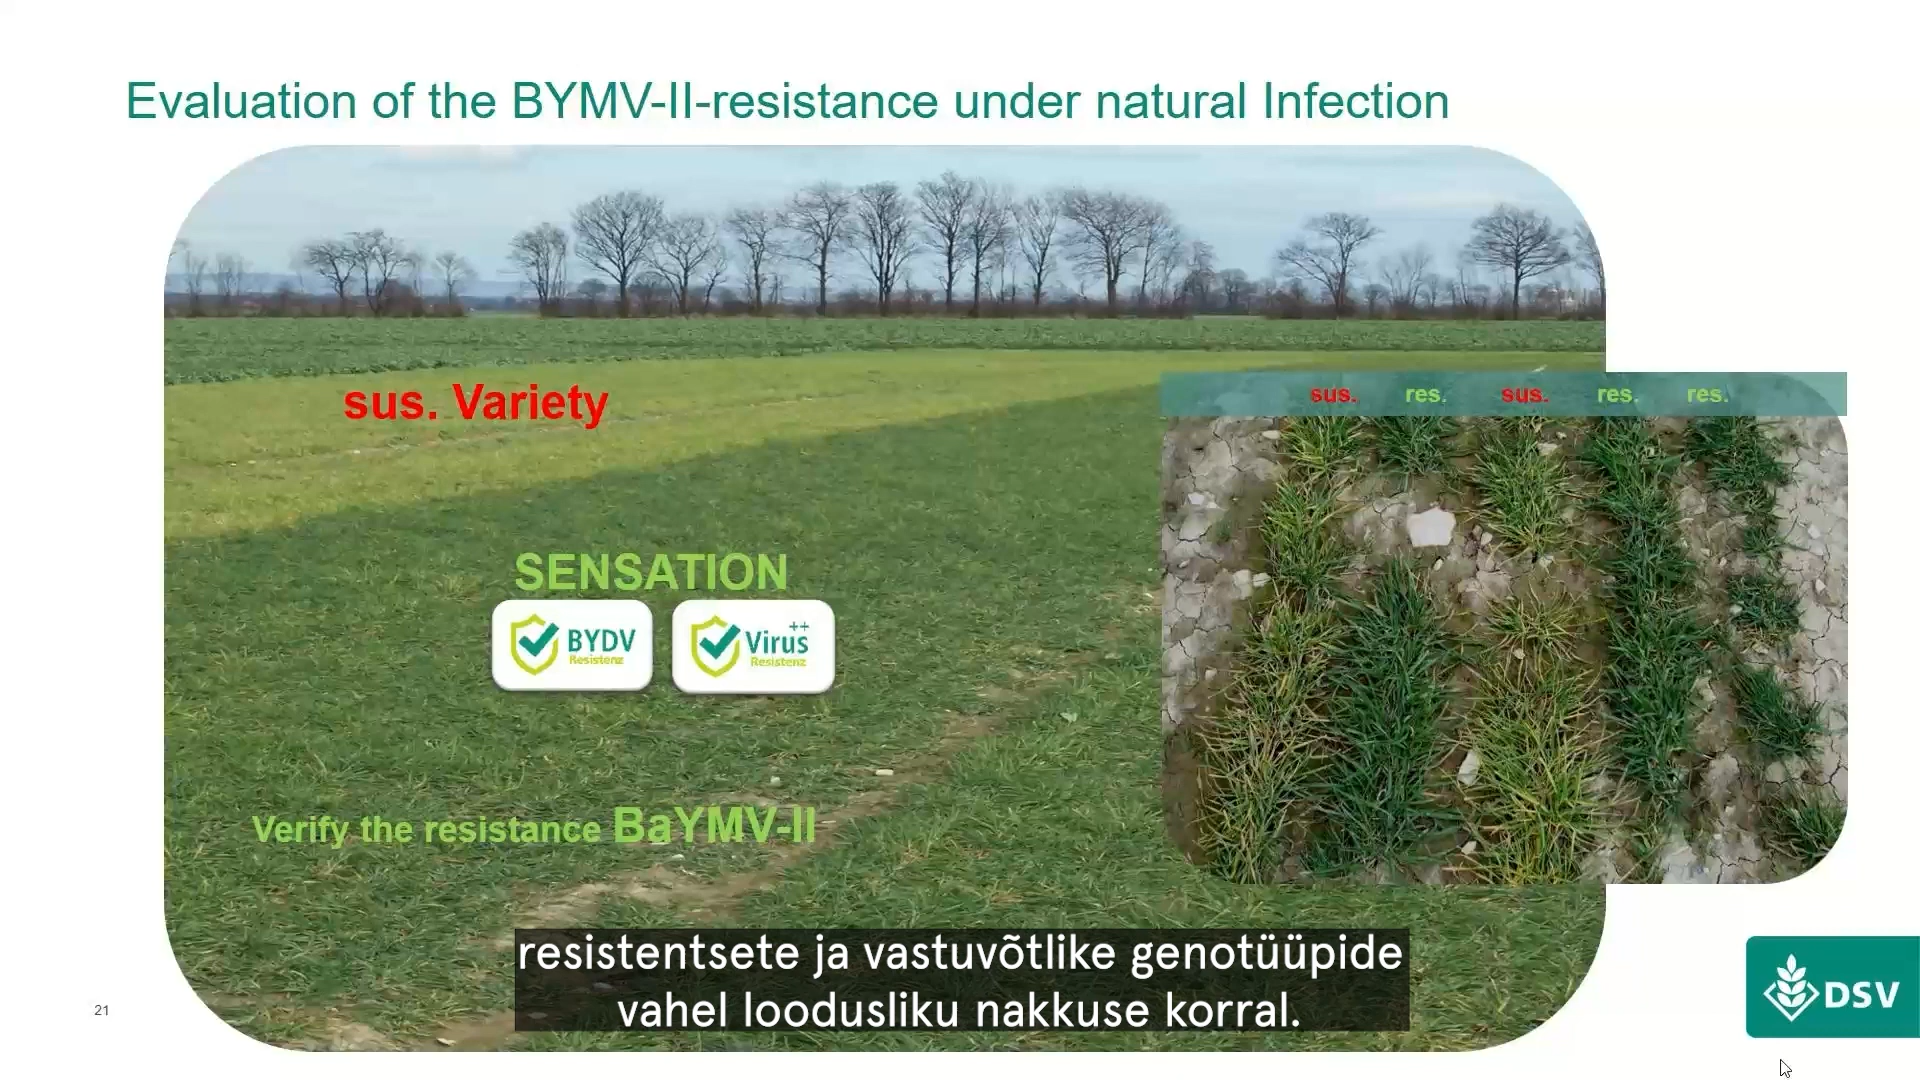 Evaluation of the BYMV-II-resistance under natural Infection
sus. Variety
sus. res. sus. res. res.
SENSATION
BYDV
Resistenz
Virus ++
Resistenz
Verify the resistance BaYMV-II
resistentsete ja vastuvõtlike genotüüpide
vahel loodusliku nakkuse korral.
21
DSV